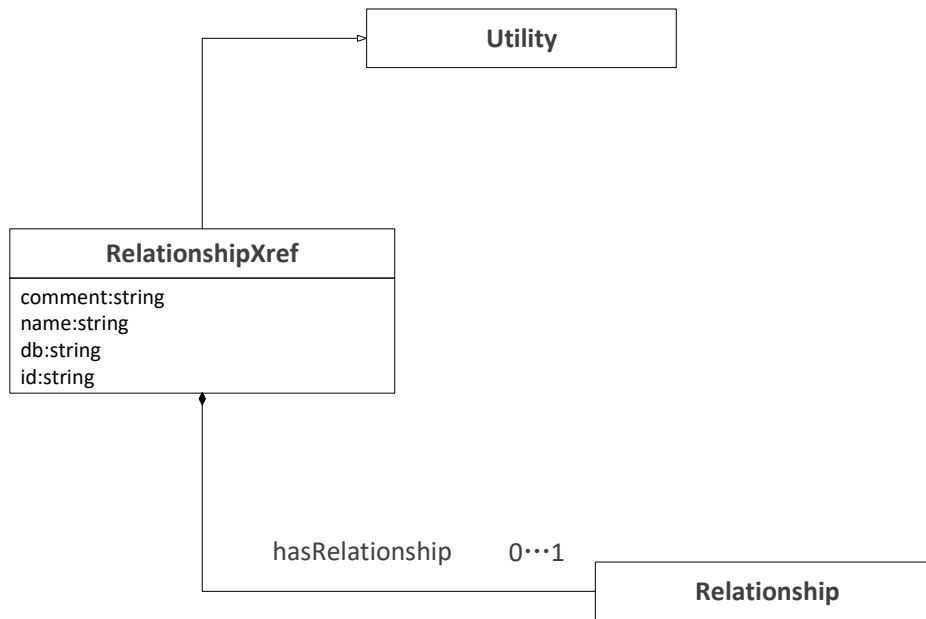 Utility
RelationshipXref
comment:string
name:string
db:string
id:string
hasRelationship 0···1
Relationship